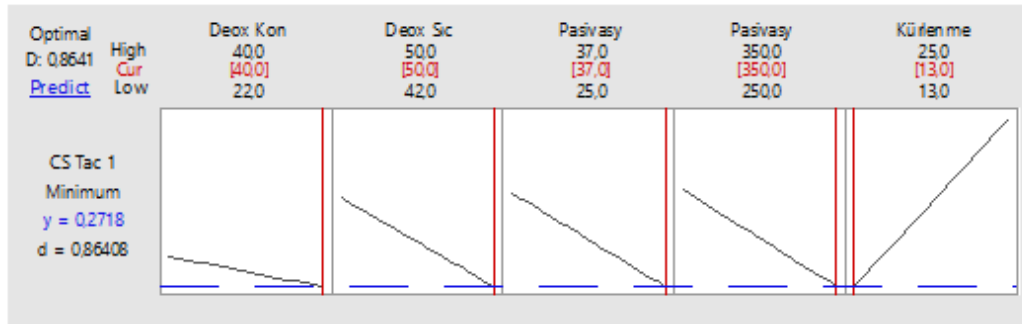 Optimal
D: 0,8641
Predict
High
Cur
Low
Deox Kon
40,0
[40,0]
22,0
Deox Sıc
50,0
[50,0]
42,0
Pasivasy
37,0
[37,0]
25,0
Pasivasy
350,0
[350,0]
250,0
Kürlenme
25,0
[13,0]
13,0
CS Tac 1
Minimum
y = 0,2718
d = 0,86408